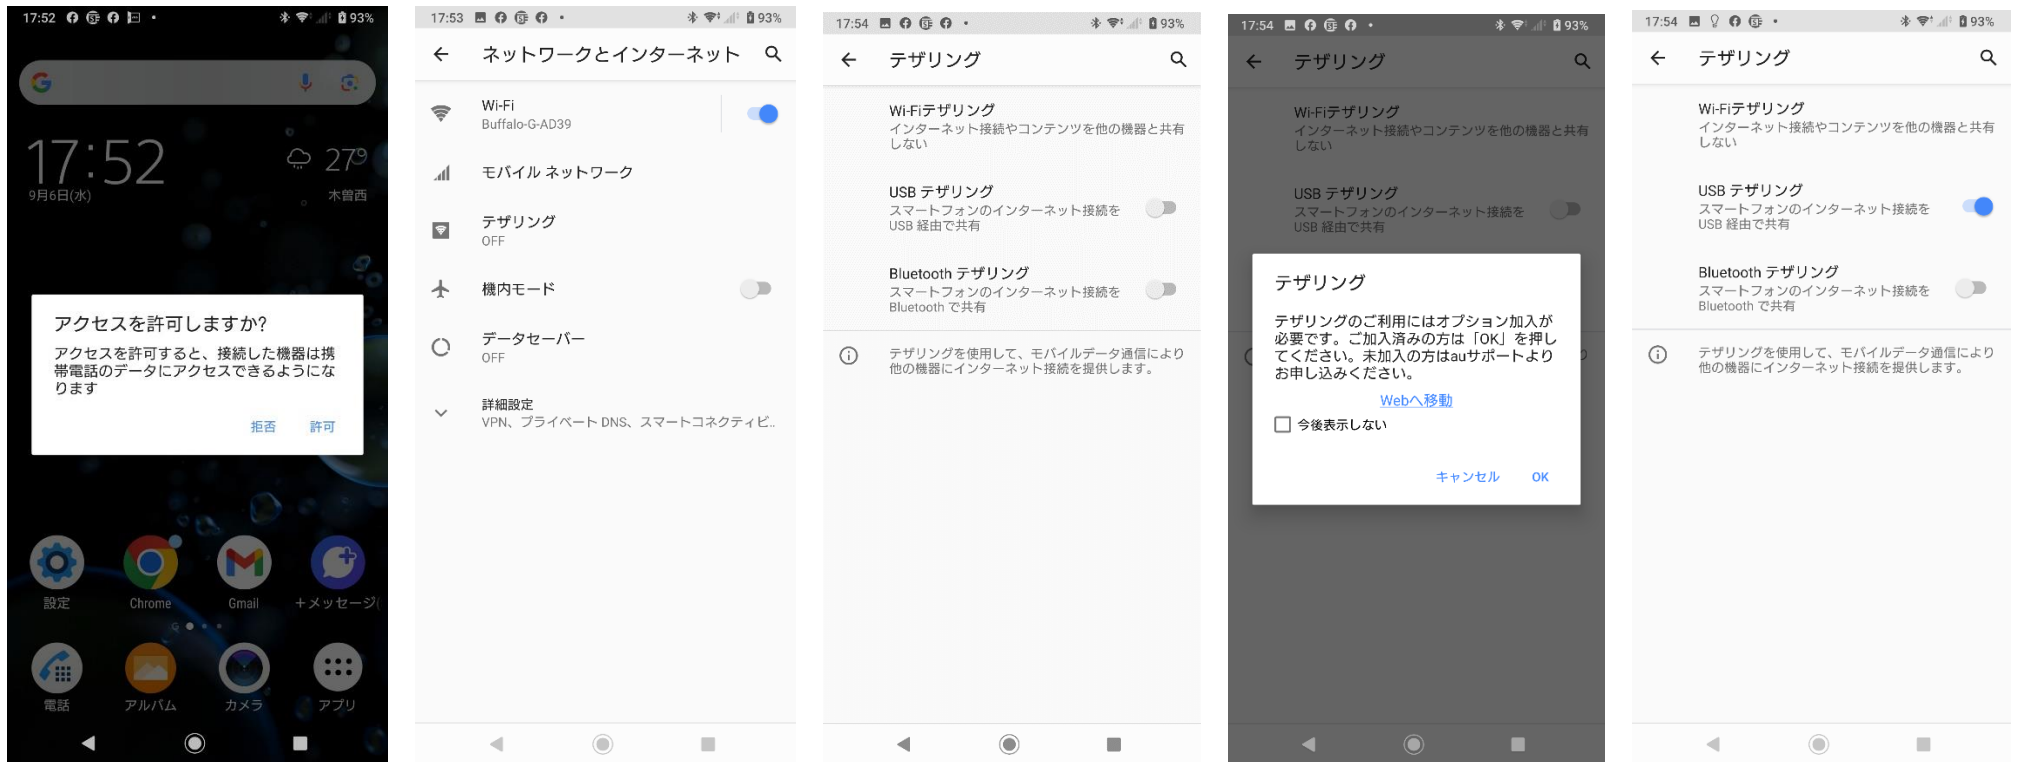 17:52
93%
17:52
27°
9月6日(水)
木曽西
アクセスを許可しますか?
アクセスを許可すると、接続した機器は携
帯電話のデータにアクセスできるようにな
ります
拒否 許可
設定 Chrome Gmail +メッセージ(
電話 アルバム カメラ アプリ
17:53
93%
ネットワークとインターネット
Wi-Fi
Buffalo-G-AD39
モバイル ネットワーク
テザリング
OFF
機内モード
データセーバー
OFF
詳細設定
VPN、プライベート DNS、スマートコネクティビ..
17:54
93%
テザリング
Wi-Fiテザリング
インターネット接続やコンテンツを他の機器と共有
しない
USB テザリング
スマートフォンのインターネット接続を
USB 経由で共有
Bluetooth テザリング
スマートフォンのインターネット接続を
Bluetooth で共有
テザリングを使用して、モバイルデータ通信により
他の機器にインターネット接続を提供します。
17:54
93%
テザリング
Wi-Fiテザリング
インターネット接続やコンテンツを他の機器と共有
しない
USB テザリング
スマートフォンのインターネット接続を
USB 経由で共有
テザリング
テザリングのご利用にはオプション加入が
必要です。ご加入済みの方は「OK」を押し
てください。未加入の方はauサポートより
お申し込みください。
Webへ移動
今後表示しない
キャンセル OK
17:54
93%
テザリング
Wi-Fiテザリング
インターネット接続やコンテンツを他の機器と共有
しない
USB テザリング
スマートフォンのインターネット接続を
USB 経由で共有
Bluetooth テザリング
スマートフォンのインターネット接続を
Bluetooth で共有
テザリングを使用して、モバイルデータ通信により
他の機器にインターネット接続を提供します。